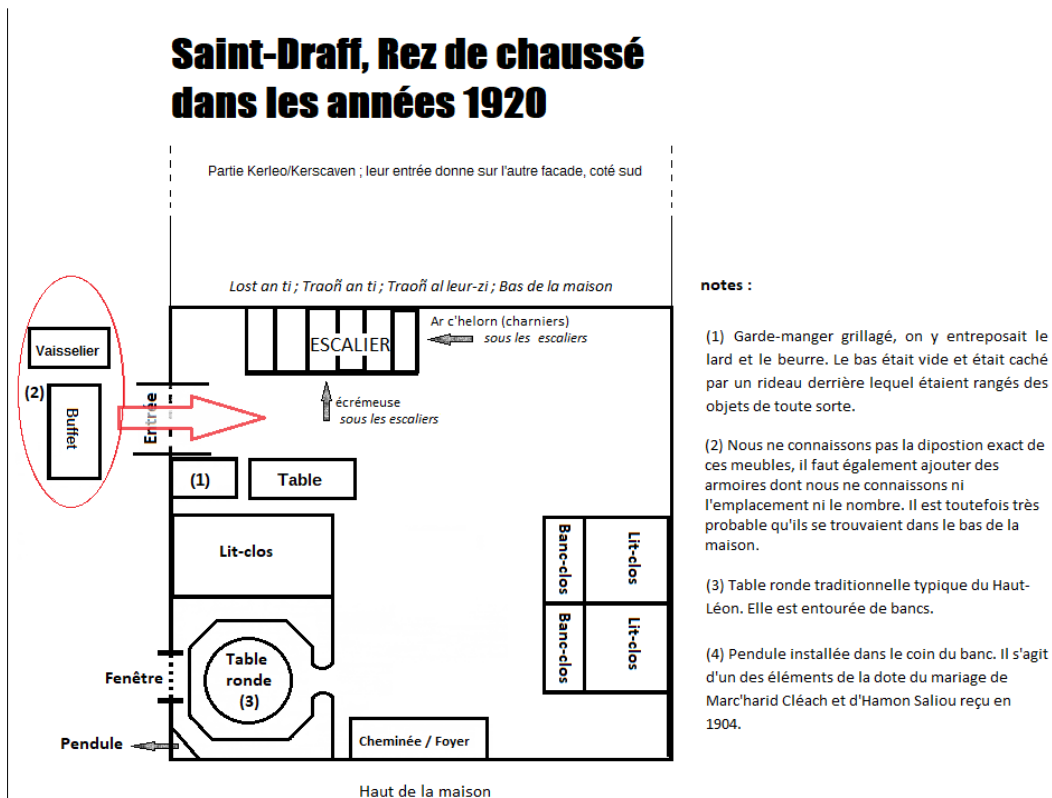 Saint-Draff, Rez de chaussé
dans les années 1920
Partie Kerleo/Kerscaven ; leur entrée donne sur l'autre facade, coté sud
Lost an ti ; Traoñ an ti ; Traoñ al leur-zi ; Bas de la maison
ESCALIER
Ar c'helorn (charniers)
sous les escaliers
écrémeuse
sous les escaliers
Vaisselier
(2)
Buffet
Entrée
(1)
Table
Lit-clos
Banc-clos
Lit-clos
Banc-clos
Lit-clos
Fenêtre
Table
ronde
(3)
Pendule
Cheminée / Foyer
Haut de la maison
notes :
(1) Garde-manger grillagé, on y entreposait le
lard et le beurre. Le bas était vide et était caché
par un rideau derrière lequel étaient rangés des
objets de toute sorte.
(2) Nous ne connaissons pas la dipostion exact de
ces meubles, il faut également ajouter des
armoires dont nous ne connaissons ni
l'emplacement ni le nombre. Il est toutefois très
probable qu'ils se trouvaient dans le bas de la
maison.
(3) Table ronde traditionnelle typique du Haut-
Léon. Elle est entourée de bancs.
(4) Pendule installée dans le coin du banc. Il s'agit
d'un des éléments de la dote du mariage de
Marc'harid Cléach et d'Hamon Saliou reçu en
1904.